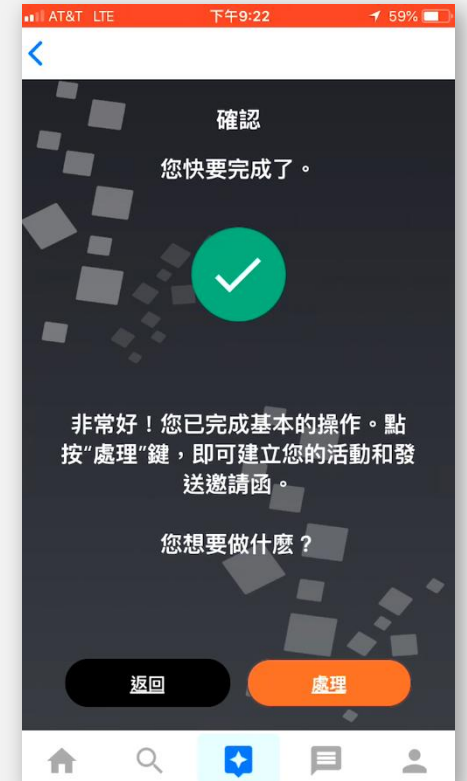 AT&T LTE 下午9:22 59%
確認
您快要完成了。
非常好！您已完成基本的操作。點
按“處理”鍵，即可建立您的活動和發
送邀請函。
您想要做什麼？
返回 處理